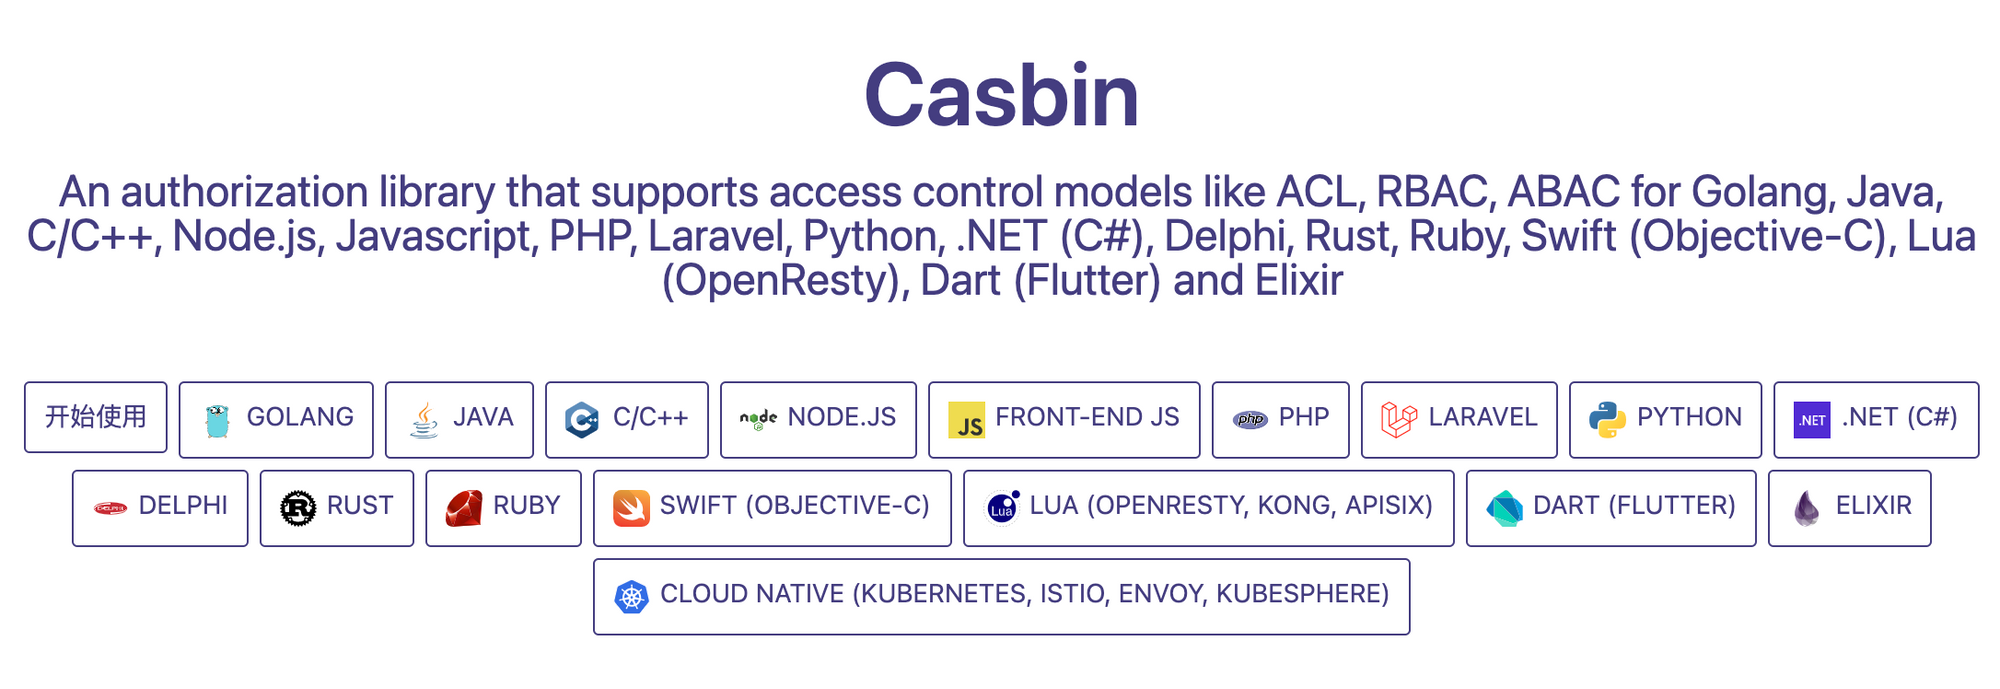 Casbin
An authorization library that supports access control models like ACL, RBAC, ABAC for Golang, Java,
C/C++, Node.js, Javascript, PHP, Laravel, Python, .NET (C#), Delphi, Rust, Ruby, Swift (Objective-C), Lua
(OpenResty), Dart (Flutter) and Elixir
开始使用 GOLANG JAVA C/C++ node JS NODE.JS JS FRONT-END JS php PHP LARAVEL PYTHON .NET .NET (C#)
DELPHI DELPHI RUST RUBY SWIFT (OBJECTIVE-C) Lua LUA (OPENRESTY, KONG, APISIX) DART (FLUTTER) ELIXIR
CLOUD NATIVE (KUBERNETES, ISTIO, ENVOY, KUBESPHERE)